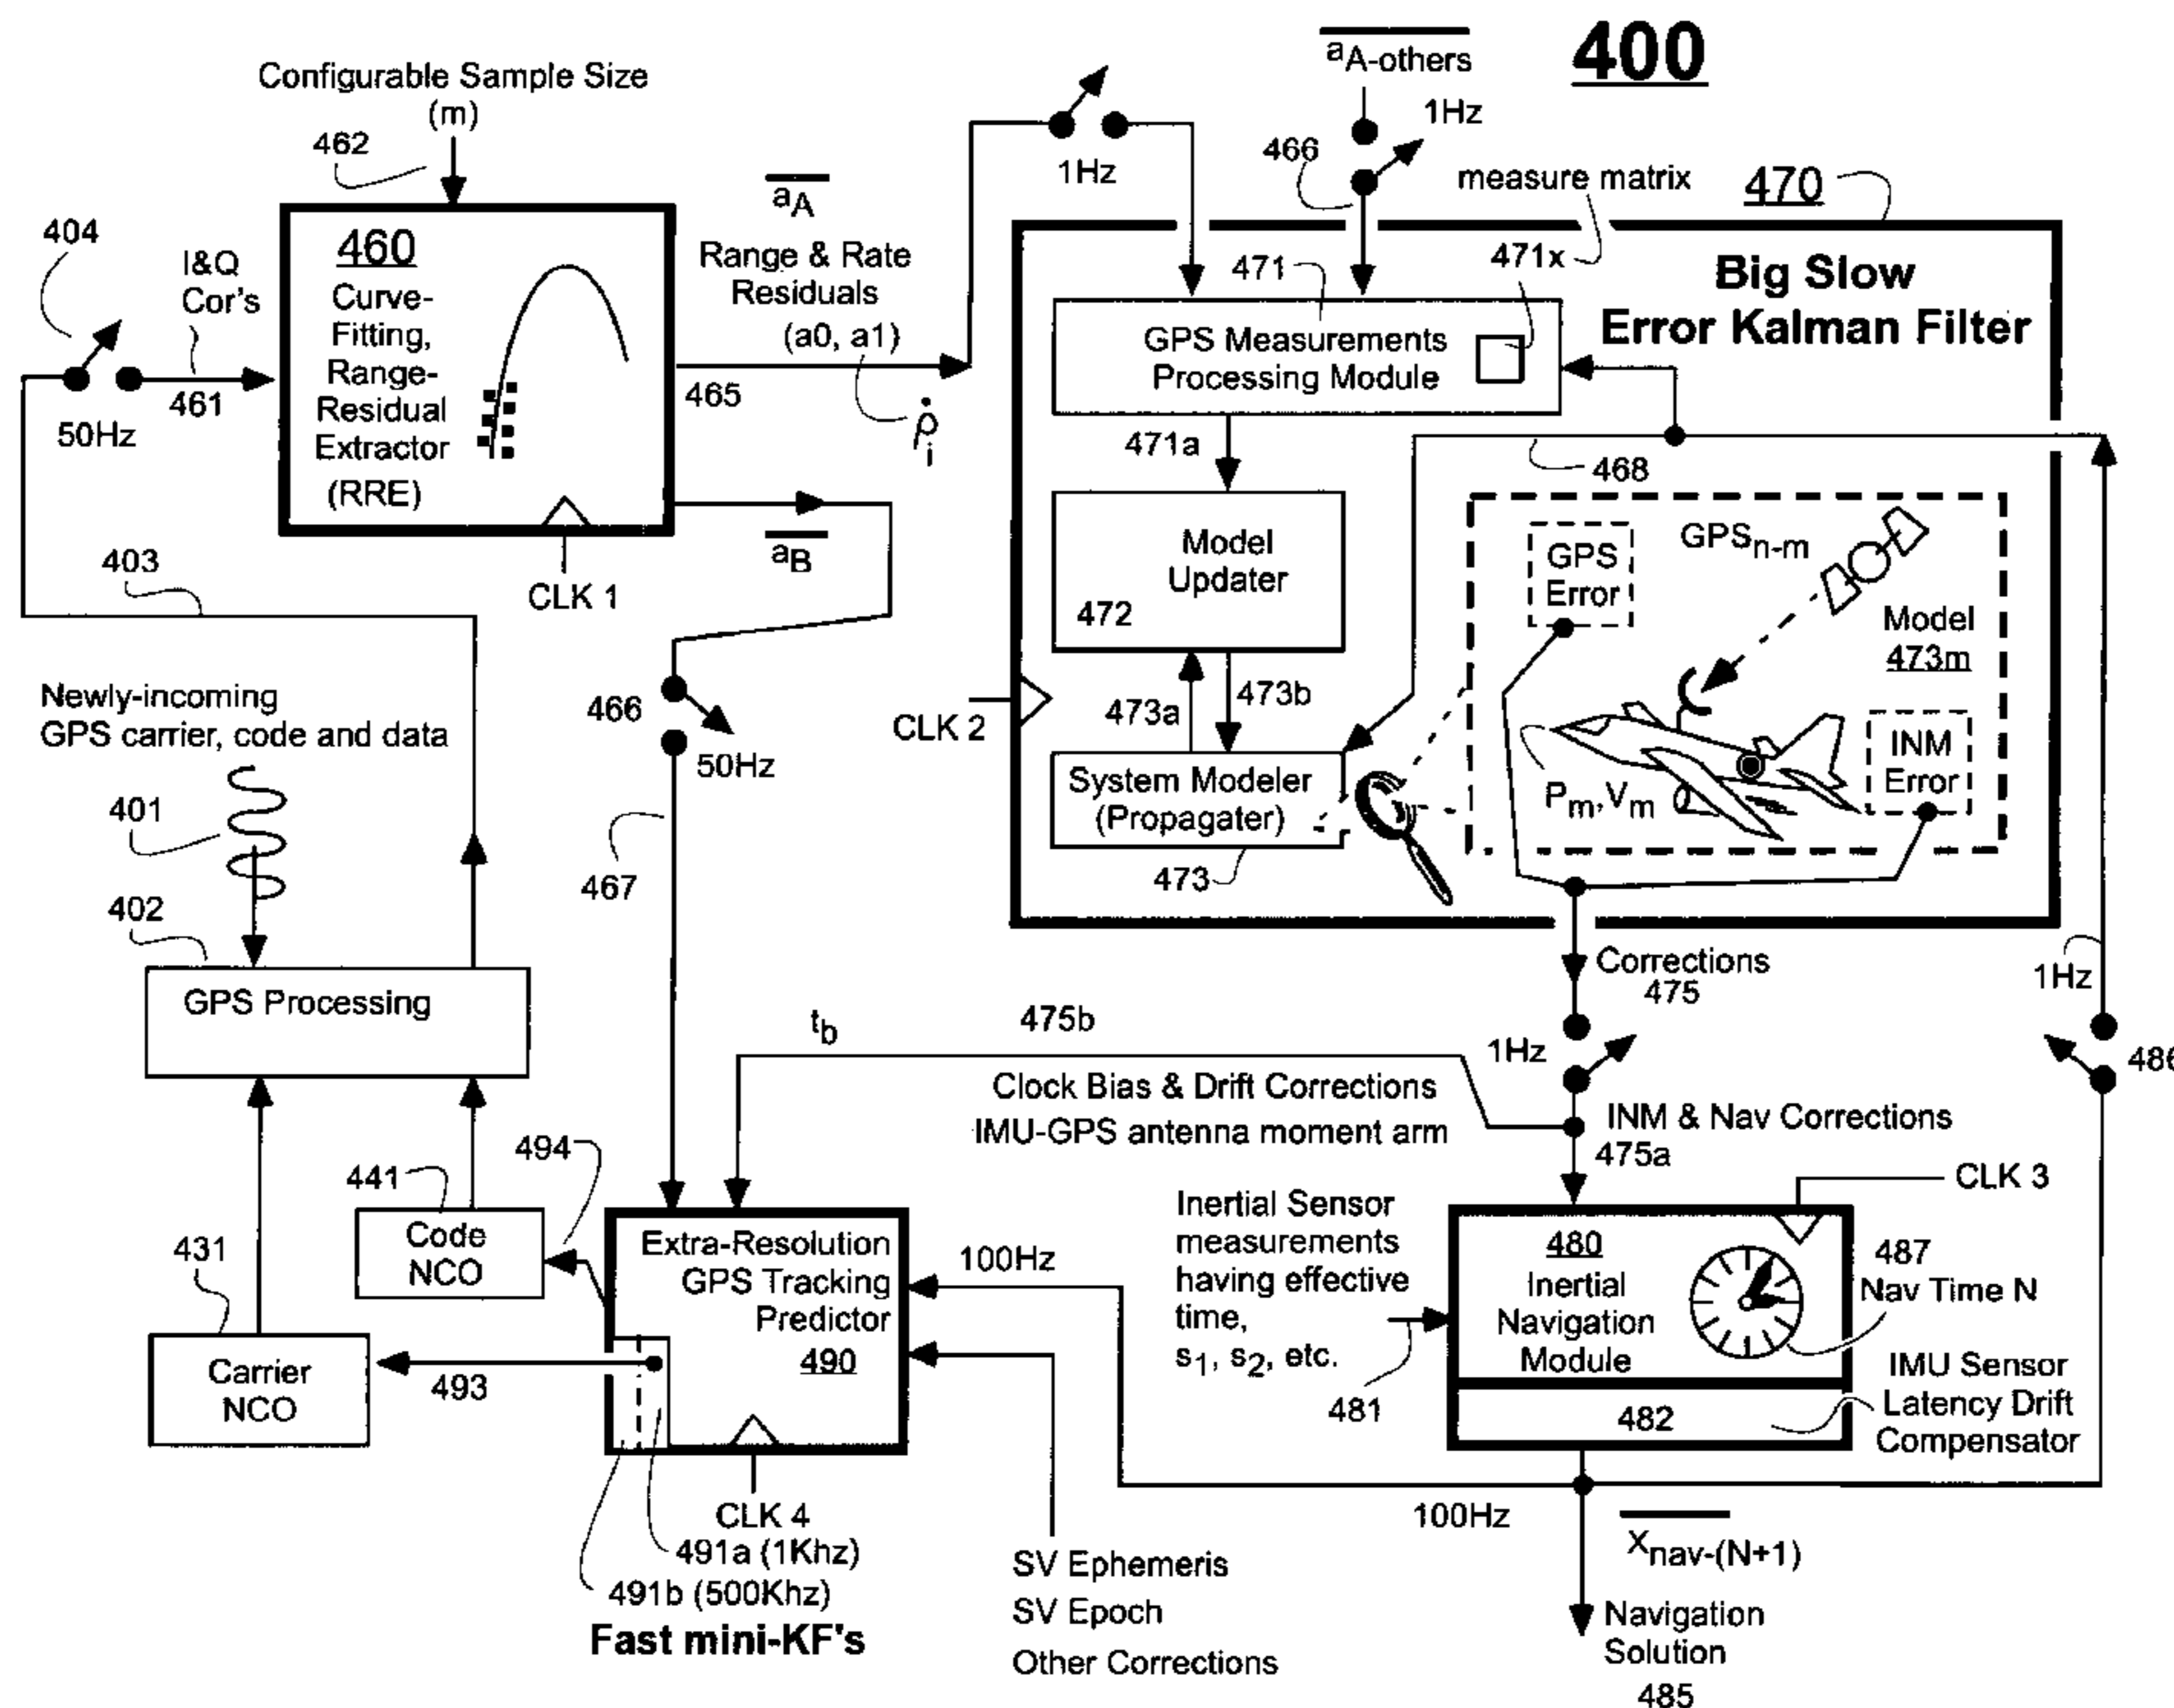 400
Configurable Sample Size
(m)
462
404
I&Q
Cor's
461
50Hz
460
Curve-
Fitting,
Range-
Residual
Extractor
(RRE)
CLK 1
403
aA
Range & Rate
Residuals
(a0, a1)
465
ρ̇i
aB
1Hz
aA-others
1Hz
466
measure matrix
470
471
471x
Big Slow
Error Kalman Filter
GPS Measurements
Processing Module
471a
468
Model
Updater
472
473a
473b
CLK 2
System Modeler
(Propagater)
473
GPS
Error
GPSn-m
Model
473m
INM
Error
Pm,Vm
466
50Hz
467
Newly-incoming
GPS carrier, code and data
401
402
GPS Processing
Corrections
475
1Hz
1Hz
486
tb
475b
Clock Bias & Drift Corrections
IMU-GPS antenna moment arm
INM & Nav Corrections
475a
CLK 3
494
441
Code
NCO
431
Carrier
NCO
493
Extra-Resolution
GPS Tracking
Predictor
490
CLK 4
491a (1Khz)
491b (500Khz)
Fast mini-KF's
100Hz
Inertial Sensor
measurements
having effective
time,
s1, s2, etc.
481
480
Inertial
Navigation
Module
487
Nav Time N
482
IMU Sensor
Latency Drift
Compensator
100Hz
SV Ephemeris
SV Epoch
Other Corrections
Xnav-(N+1)
Navigation
Solution
485